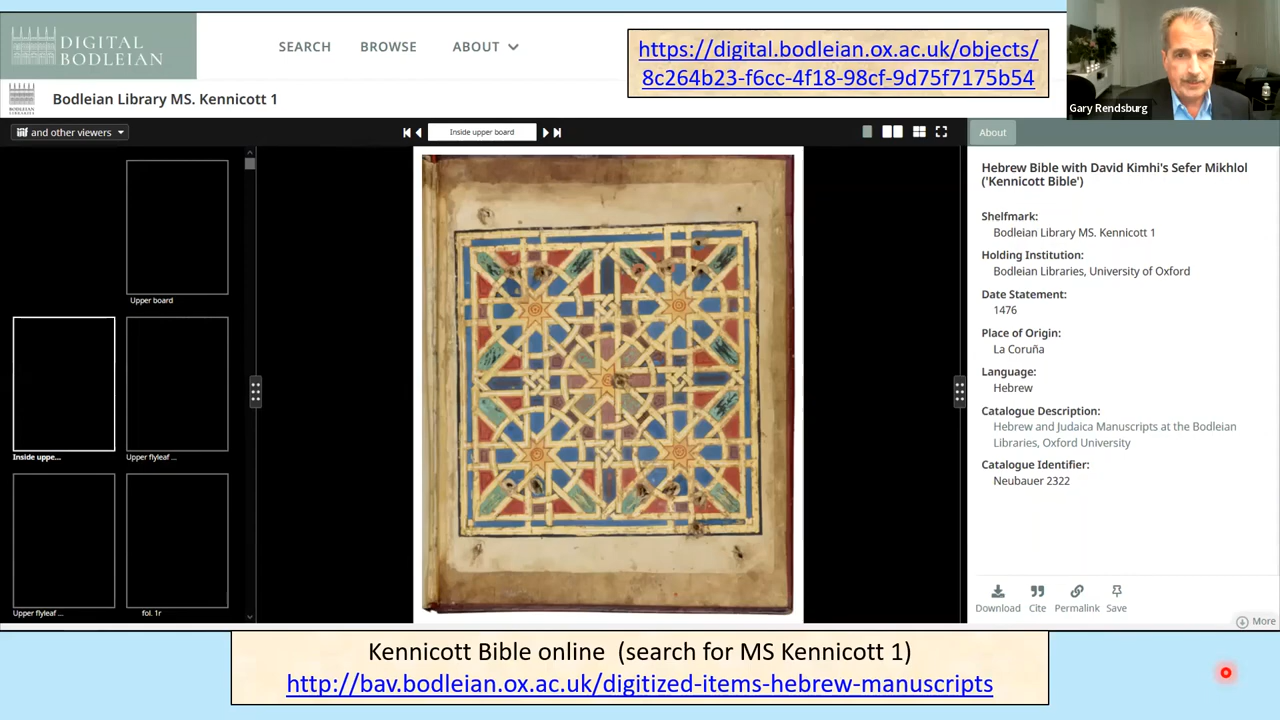 DIGITAL
BODLEIAN
SEARCH
BROWSE
ABOUT
https://digital.bodleian.ox.ac.uk/objects/
8c264b23-f6cc-4f18-98cf-9d75f7175b54
Gary Rendsburg
Bodleian Library MS. Kennicott 1
and other viewers
Inside upper board
About
Upper board
Inside uppe...
Upper flyleaf ...
Upper flyleaf ...
fol. 1r
Hebrew Bible with David Kimhi's Sefer Mikhlol
('Kennicott Bible')
Shelfmark:
Bodleian Library MS. Kennicott 1
Holding Institution:
Bodleian Libraries, University of Oxford
Date Statement:
1476
Place of Origin:
La Coruña
Language:
Hebrew
Catalogue Description:
Hebrew and Judaica Manuscripts at the Bodleian
Libraries, Oxford University
Catalogue Identifier:
Neubauer 2322
Download
Cite
Permalink
Save
More
Kennicott Bible online (search for MS Kennicott 1)
http://bav.bodleian.ox.ac.uk/digitized-items-hebrew-manuscripts